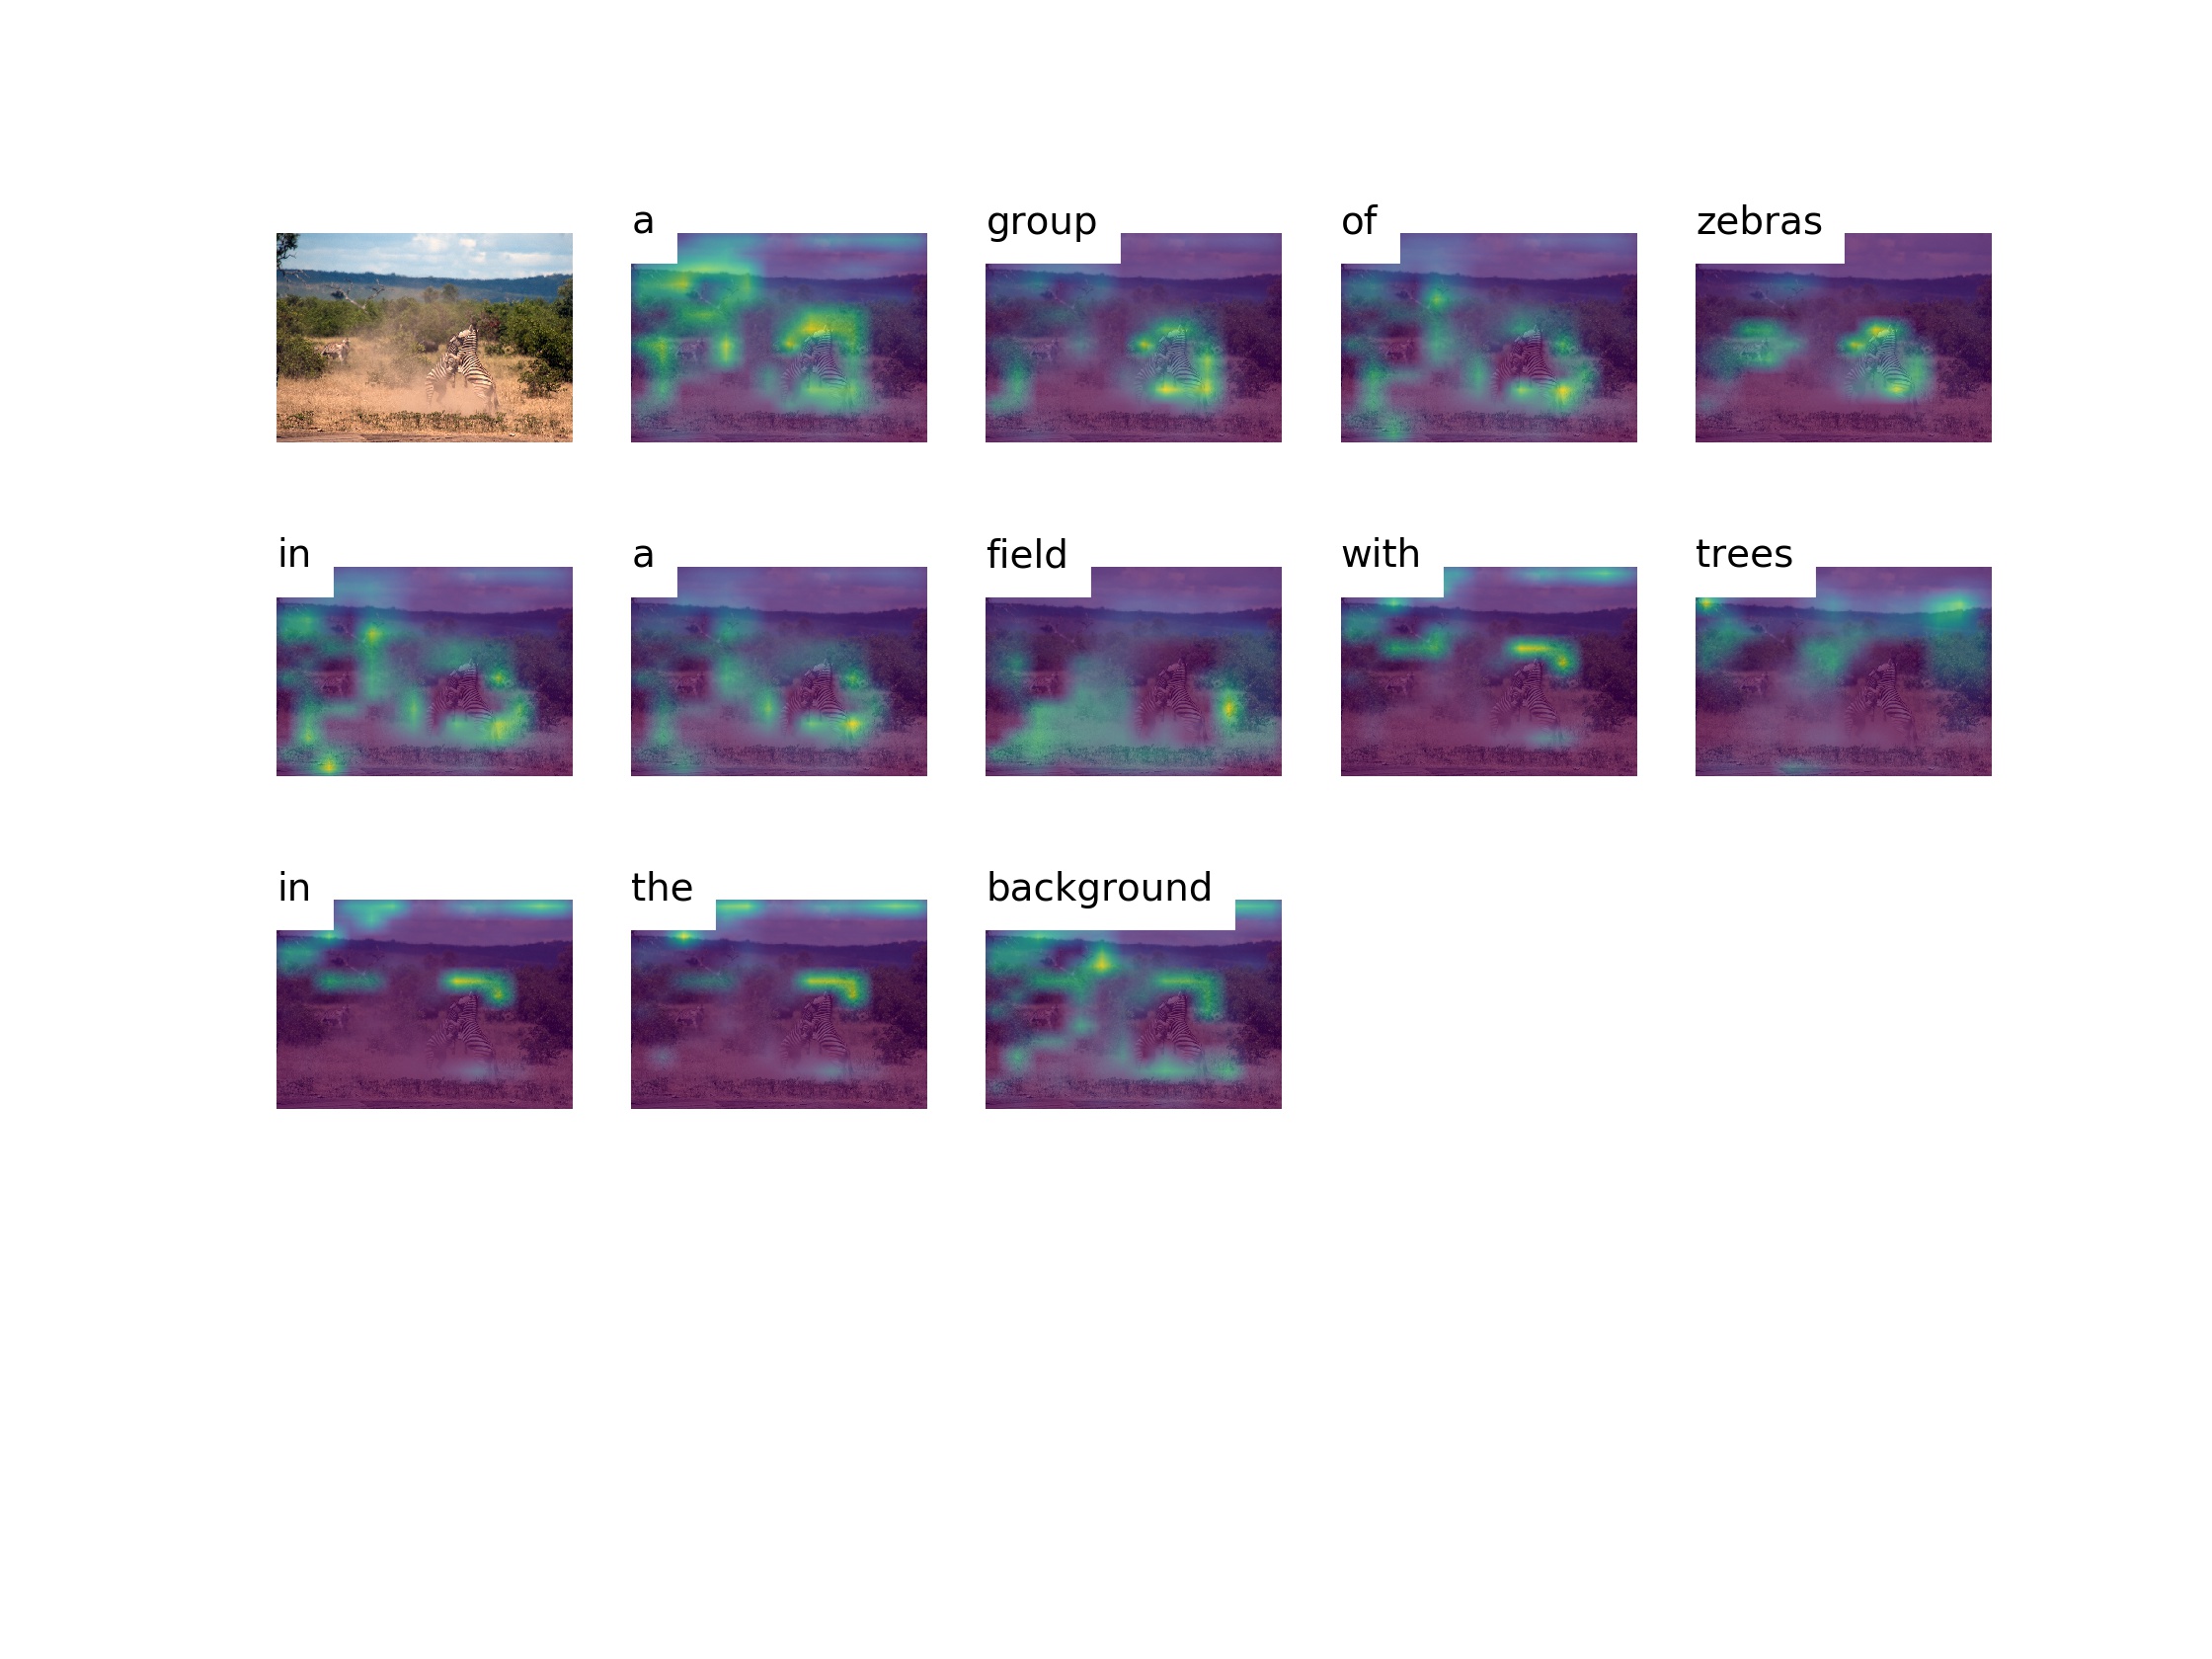 a group of zebras
in a field with trees
in the background